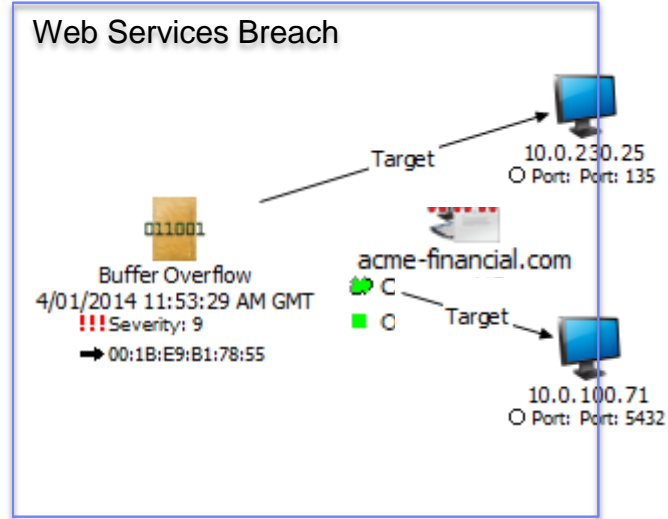 Web Services Breach
Target
10.0.230.25
Port: Port: 135
011001
Buffer Overflow
4/01/2014 11:53:29 AM GMT
!!! Severity: 9
00:1B:E9:B1:78:55
acme-financial.com
Target
10.0.100.71
Port: Port: 5432